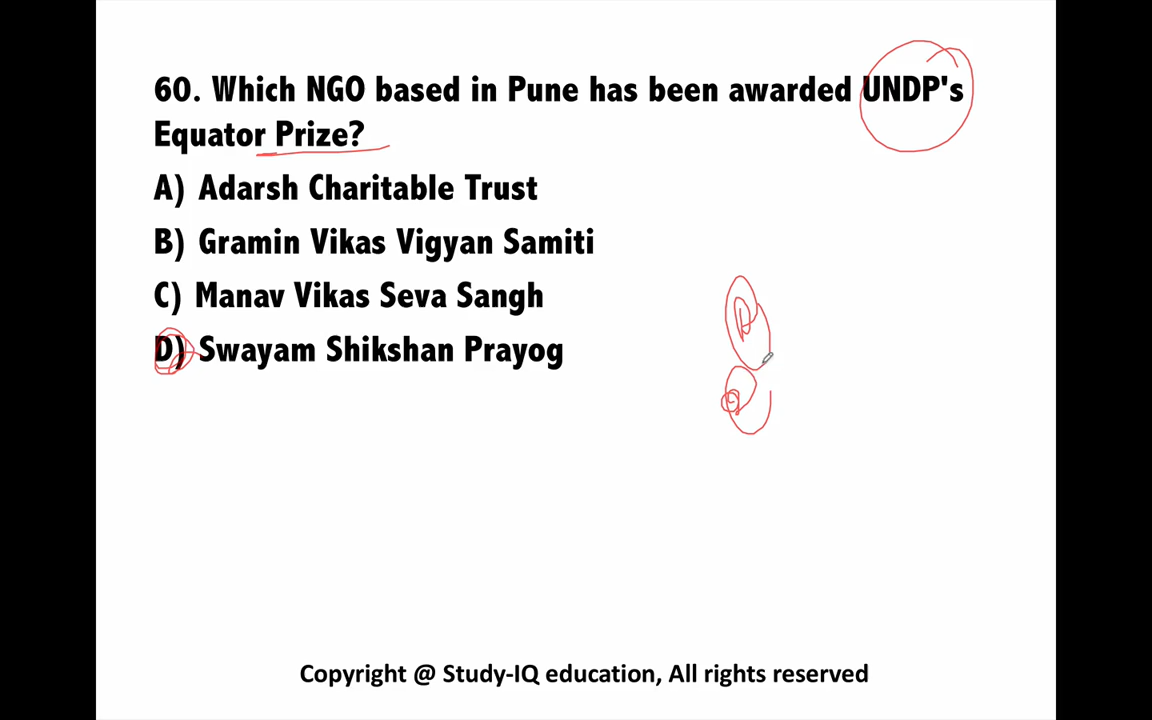 60. Which NGO based in Pune has been awarded UNDP's
Equator Prize?
A) Adarsh Charitable Trust
B) Gramin Vikas Vigyan Samiti
C) Manav Vikas Seva Sangh
D) Swayam Shikshan Prayog
Copyright @ Study-IQ education, All rights reserved